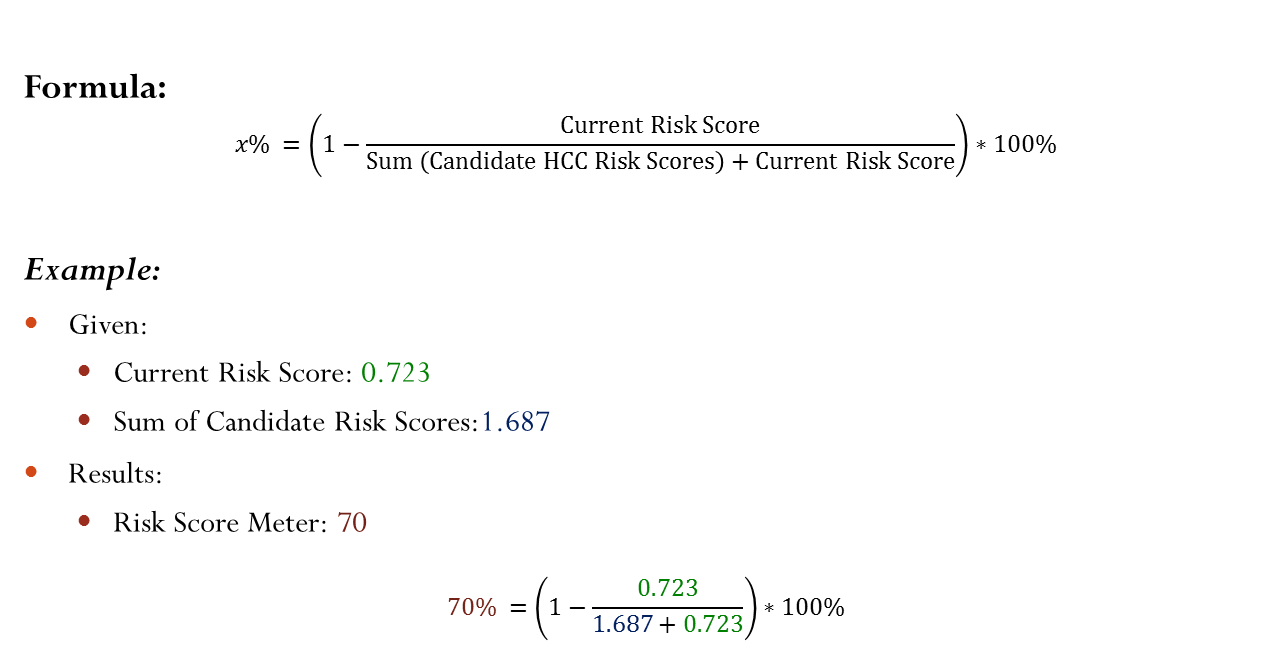 Formula:
x% = (1 − Current Risk Score / Sum (Candidate HCC Risk Scores) + Current Risk Score) ∗ 100%
Example:
• Given:
• Current Risk Score: 0.723
• Sum of Candidate Risk Scores:1.687
• Results:
• Risk Score Meter: 70
70% = (1 − 0.723 / 1.687 + 0.723) ∗ 100%